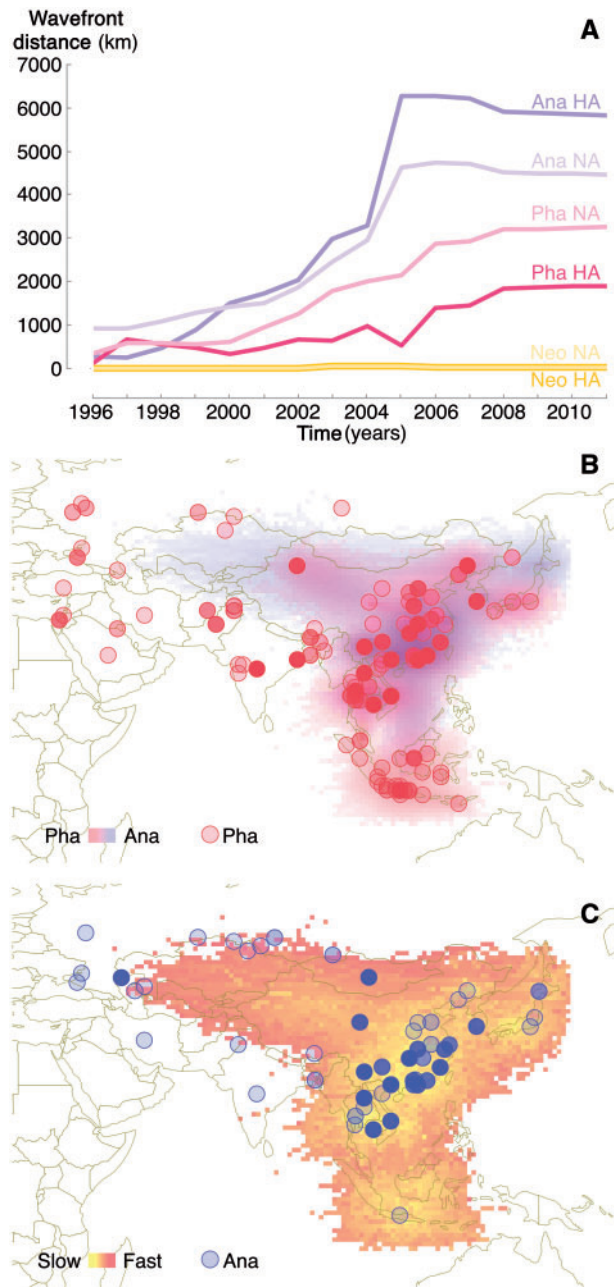 Wavefront
distance (km)
A
7000
6000
5000
4000
3000
2000
1000
0
Ana HA
Ana NA
Pha NA
Pha HA
Neo NA
Neo HA
1996 1998 2000 2002 2004 2006 2008 2010
Time (years)
B
Pha Ana Pha
C
Slow Fast Ana